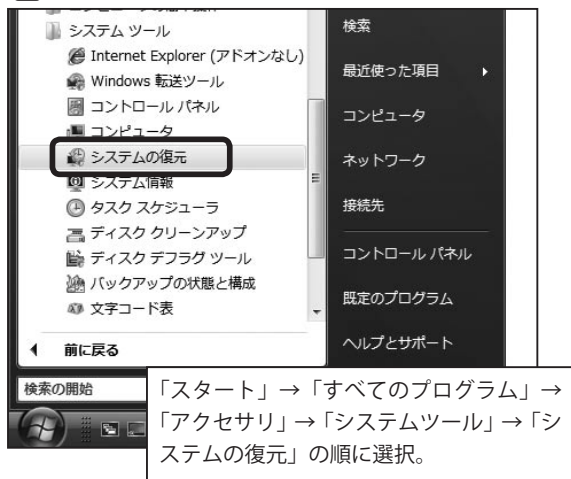 システム ツール
Internet Explorer (アドオンなし)
Windows 転送ツール
コントロール パネル
コンピュータ
システムの復元
システム情報
タスク スケジューラ
ディスク クリーンアップ
ディスク デフラグ ツール
バックアップの状態と構成
文字コード表
前に戻る
検索の開始
検索
最近使った項目
コンピュータ
ネットワーク
接続先
コントロール パネル
既定のプログラム
ヘルプとサポート
「スタート」→「すべてのプログラム」→
「アクセサリ」→「システムツール」→「シ
ステムの復元」の順に選択。